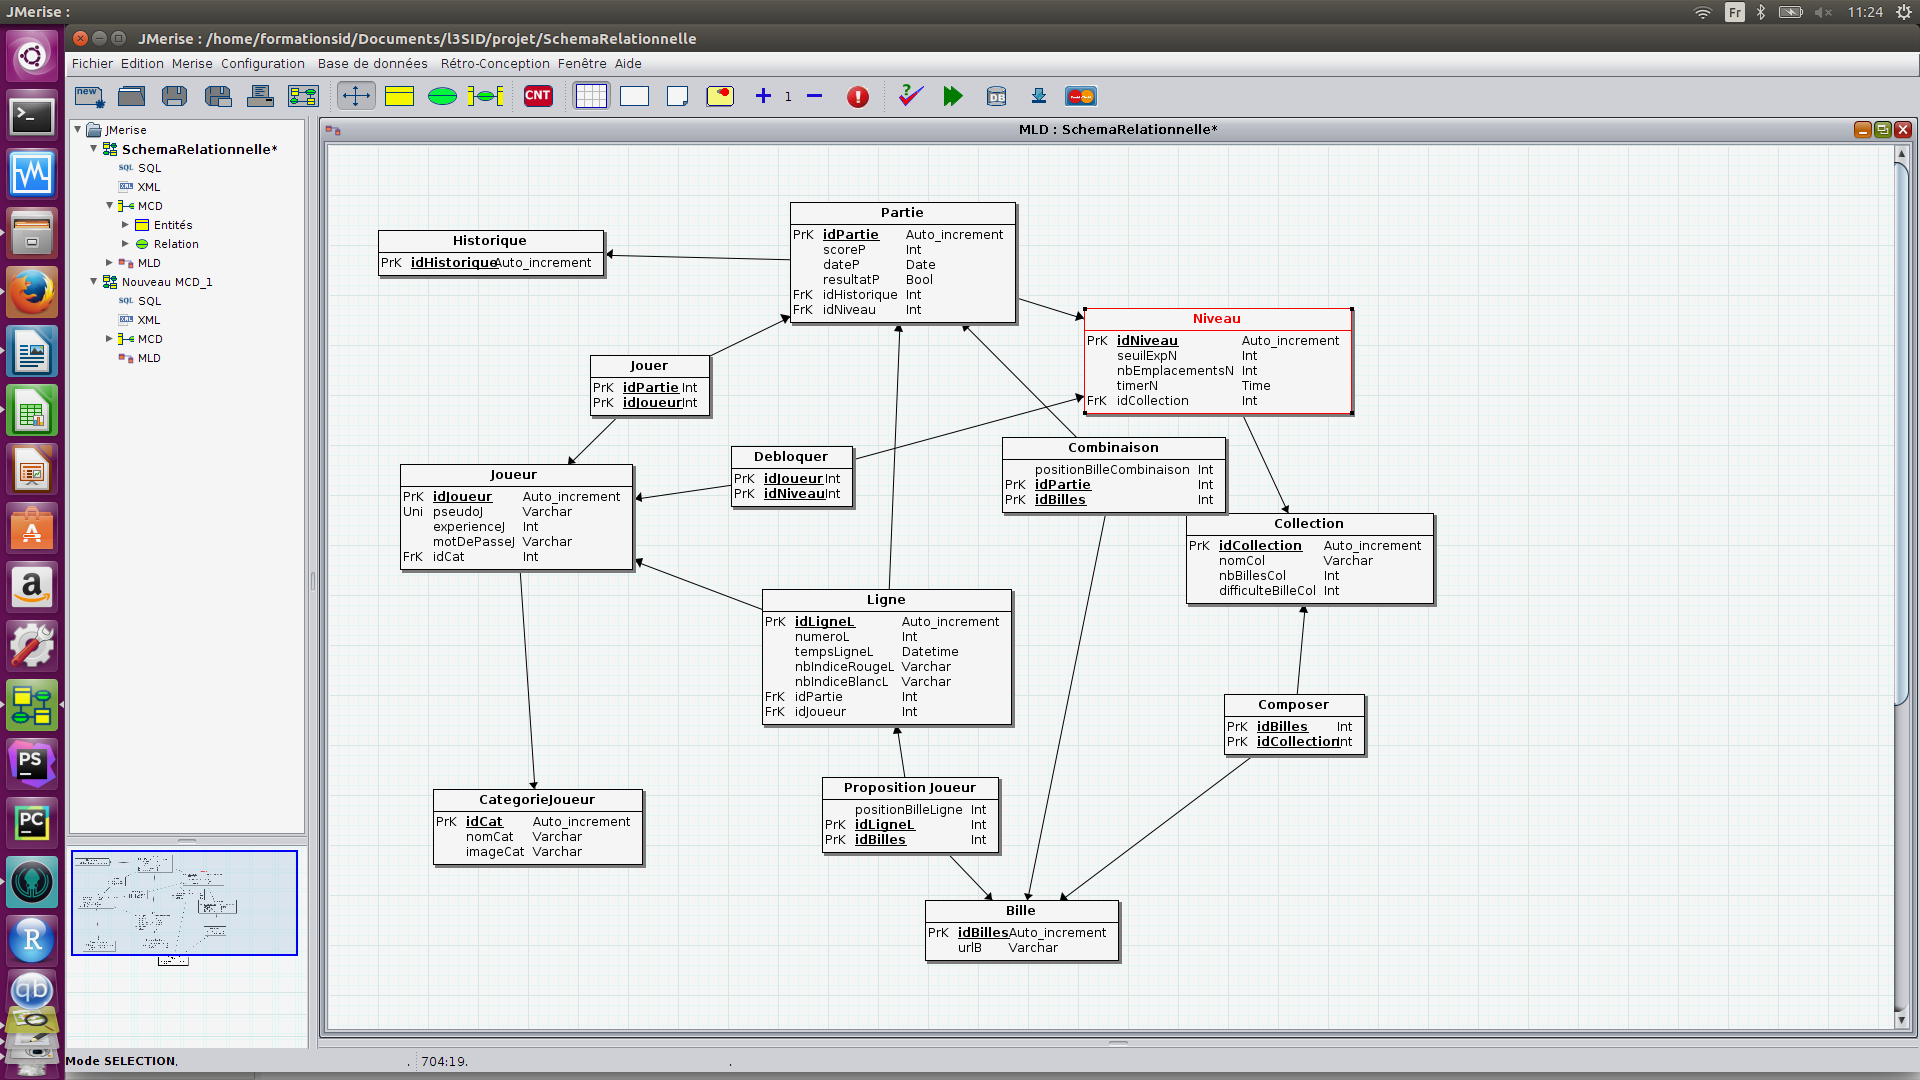 JMerise :
Fr
11:24
JMerise : /home/formationsid/Documents/l3SID/projet/SchemaRelationnelle
Fichier Edition Merise Configuration Base de données Rétro-Conception Fenêtre Aide
new
CNT
1
DB
JMerise
SchemaRelationnelle*
SQL SQL
XML XML
MCD
Entités
Relation
MLD
Nouveau MCD_1
SQL SQL
XML XML
MCD
MLD
MLD : SchemaRelationnelle*
Historique
PrK idHistorique Auto_increment
Partie
PrK idPartie Auto_increment
scoreP Int
dateP Date
resultatP Bool
FrK idHistorique Int
FrK idNiveau Int
Niveau
PrK idNiveau Auto_increment
seuilExpN Int
nbEmplacementsN Int
timerN Time
FrK idCollection Int
Jouer
PrK idPartie Int
PrK idJoueur Int
Debloquer
PrK idJoueur Int
PrK idNiveau Int
Combinaison
positionBilleCombinaison Int
PrK idPartie Int
PrK idBilles Int
Joueur
PrK idJoueur Auto_increment
Uni pseudoJ Varchar
experienceJ Int
motDePasseJ Varchar
FrK idCat Int
Collection
PrK idCollection Auto_increment
nomCol Varchar
nbBillesCol Int
difficulteBilleCol Int
Ligne
PrK idLigneL Auto_increment
numeroL Int
tempsLigneL Datetime
nbIndiceRougeL Varchar
nbIndiceBlancL Varchar
FrK idPartie Int
FrK idJoueur Int
Composer
PrK idBilles Int
PrK idCollection Int
CategorieJoueur
PrK idCat Auto_increment
nomCat Varchar
imageCat Varchar
Proposition Joueur
positionBilleLigne Int
PrK idLigneL Int
PrK idBilles Int
Bille
PrK idBilles Auto_increment
urlB Varchar
PS
PC
R
qb
Mode SELECTION.
704:19.